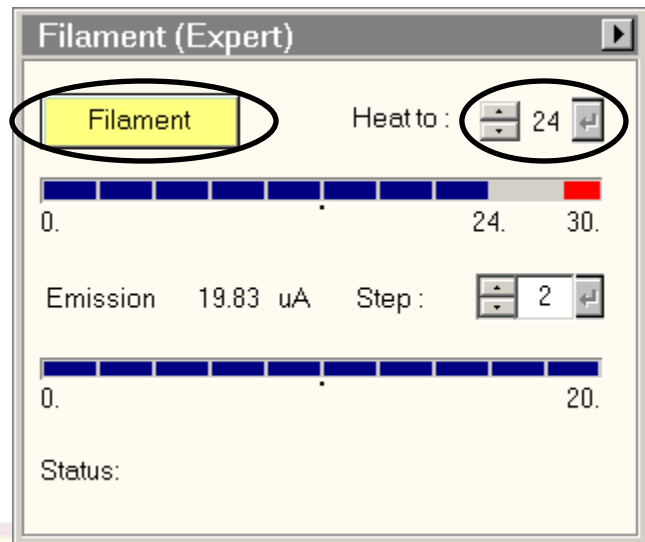 Filament (Expert)
Filament Heat to : 24
0. 24. 30.
Emission 19.83 uA Step : 2
0. 20.
Status: